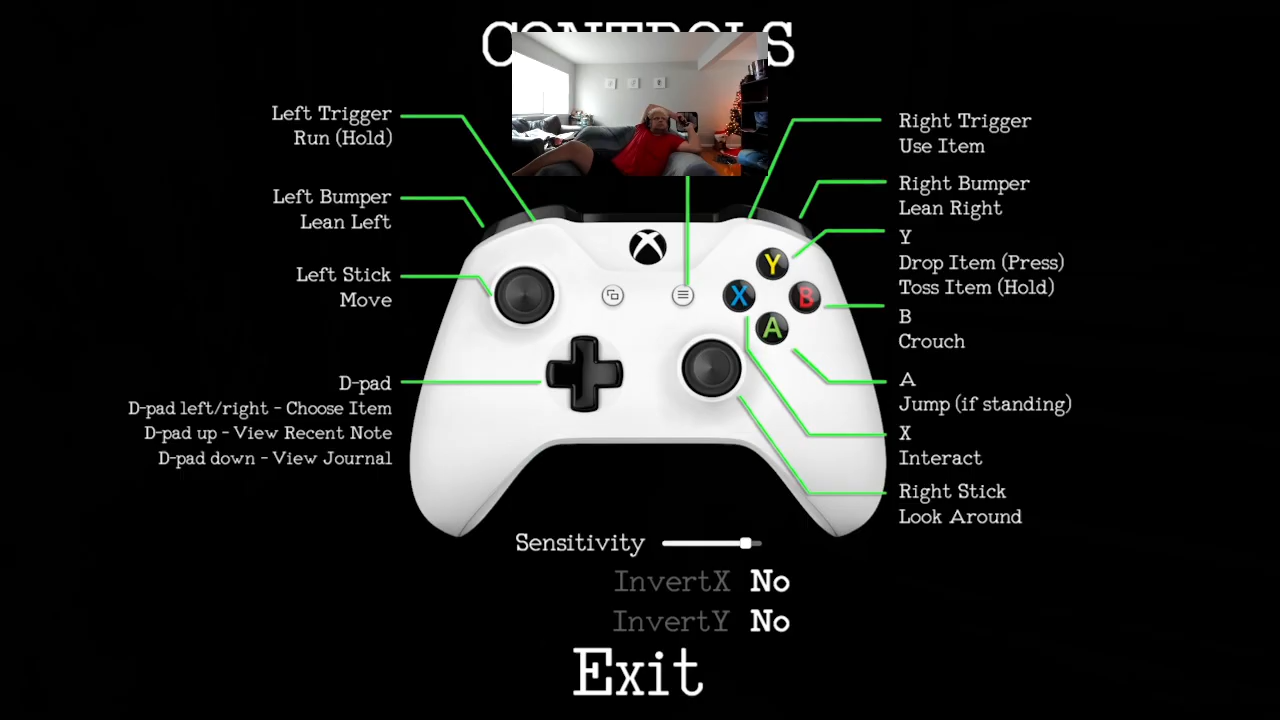 CONTROLS
Left Trigger
Run (Hold)
Left Bumper
Lean Left
Left Stick
Move
D-pad
D-pad left/right - Choose Item
D-pad up - View Recent Note
D-pad down - View Journal
Right Trigger
Use Item
Right Bumper
Lean Right
Y
Drop Item (Press)
Toss Item (Hold)
B
Crouch
A
Jump (if standing)
X
Interact
Right Stick
Look Around
Y
X
B
A
Sensitivity
InvertX No
InvertY No
Exit